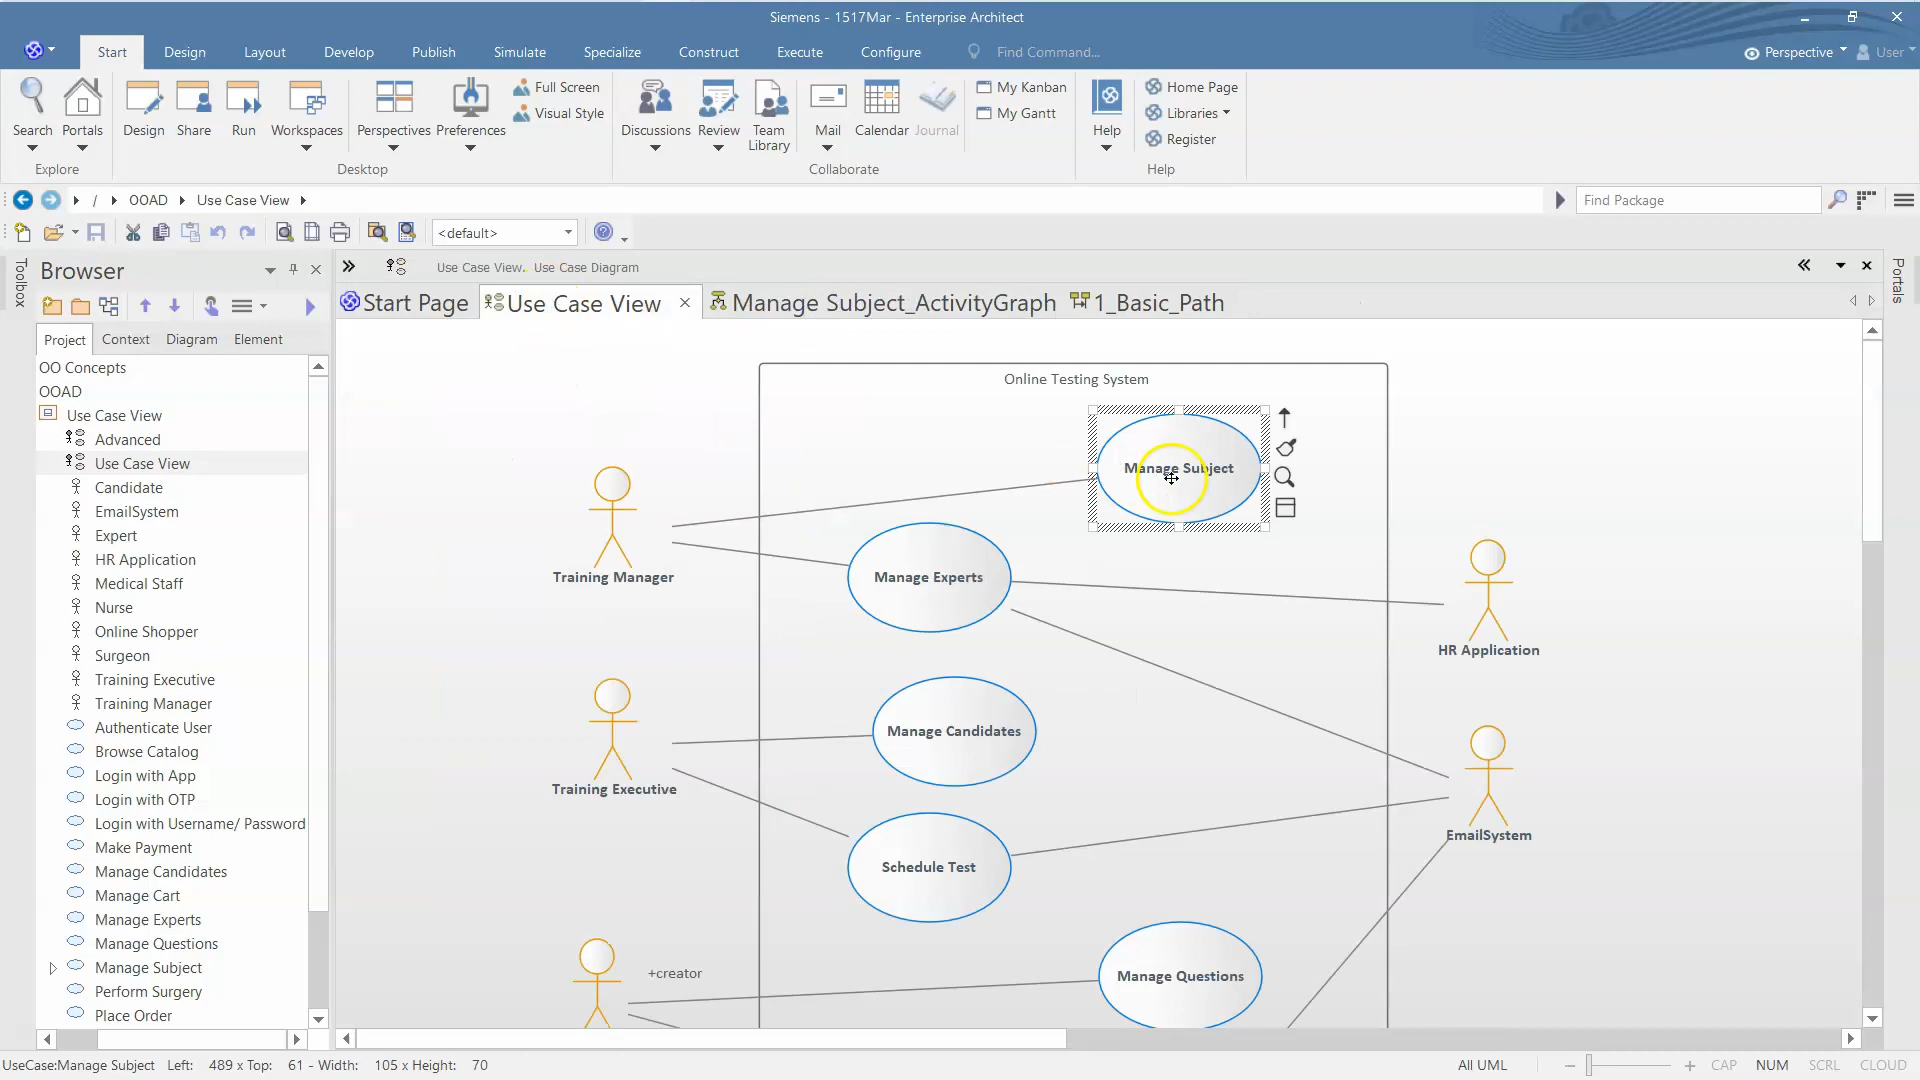 Siemens - 1517Mar - Enterprise Architect
Start Design Layout Develop Publish Simulate Specialize Construct Execute Configure Find Command... Perspective User
Search Portals Design Share Run Workspaces Perspectives Preferences Full Screen Visual Style
Explore Desktop
Discussions Review Team Library Mail Calendar Journal My Kanban My Gantt
Collaborate
Help Home Page Libraries Register
Help
/ OOAD Use Case View Find Package
<default>
Toolbox
Browser
Use Case View. Use Case Diagram
Portals
Start Page Use Case View Manage Subject_ActivityGraph 1_Basic_Path
Project Context Diagram Element
OO Concepts
OOAD
Use Case View
Advanced
Use Case View
Candidate
EmailSystem
Expert
HR Application
Medical Staff
Nurse
Online Shopper
Surgeon
Training Executive
Training Manager
Authenticate User
Browse Catalog
Login with App
Login with OTP
Login with Username/ Password
Make Payment
Manage Candidates
Manage Cart
Manage Experts
Manage Questions
Manage Subject
Perform Surgery
Place Order
Online Testing System
Manage Subject
Training Manager
Manage Experts
HR Application
Manage Candidates
Training Executive
EmailSystem
Schedule Test
+creator
Manage Questions
UseCase:Manage Subject Left: 489 x Top: 61 - Width: 105 x Height: 70 All UML CAP NUM SCRL CLOUD